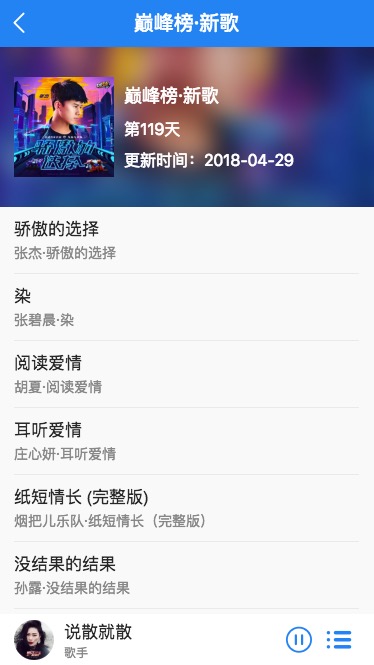 巅峰榜·新歌
巅峰榜·新歌
第119天
更新时间：2018-04-29
骄傲的选择
张杰·骄傲的选择
染
张碧晨·染
阅读爱情
胡夏·阅读爱情
耳听爱情
庄心妍·耳听爱情
纸短情长 (完整版)
烟把儿乐队·纸短情长（完整版）
没结果的结果
孙露·没结果的结果
说散就散
歌手